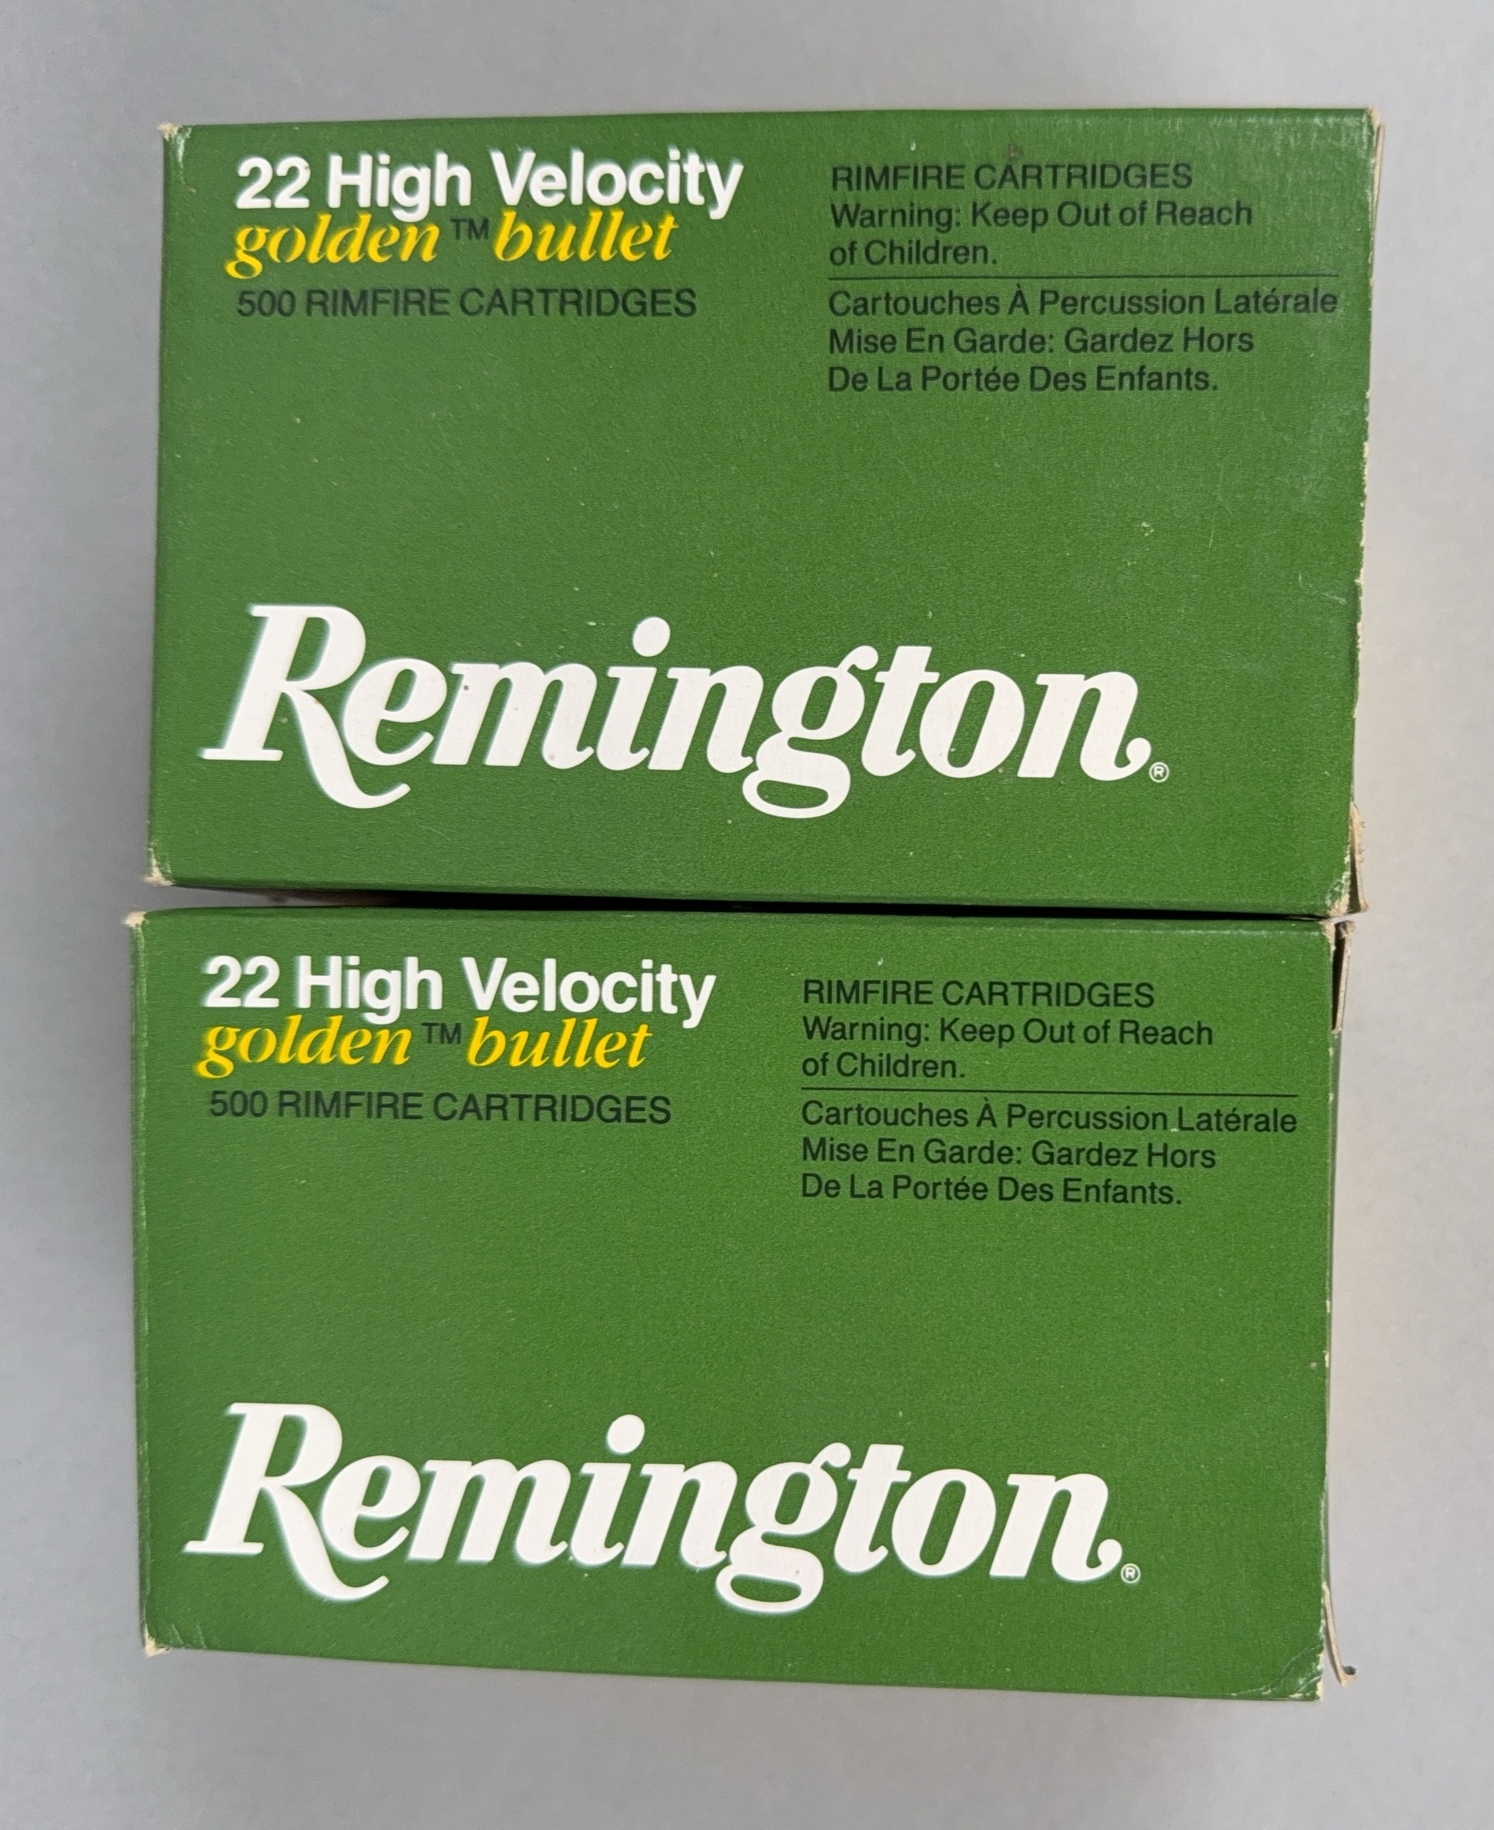 22 High Velocity
golden™ bullet
500 RIMFIRE CARTRIDGES
RIMFIRE CARTRIDGES
Warning: Keep Out of Reach
of Children.
Cartouches À Percussion Latérale
Mise En Garde: Gardez Hors
De La Portée Des Enfants.
Remington®
22 High Velocity
golden™ bullet
500 RIMFIRE CARTRIDGES
RIMFIRE CARTRIDGES
Warning: Keep Out of Reach
of Children.
Cartouches À Percussion Latérale
Mise En Garde: Gardez Hors
De La Portée Des Enfants.
Remington®